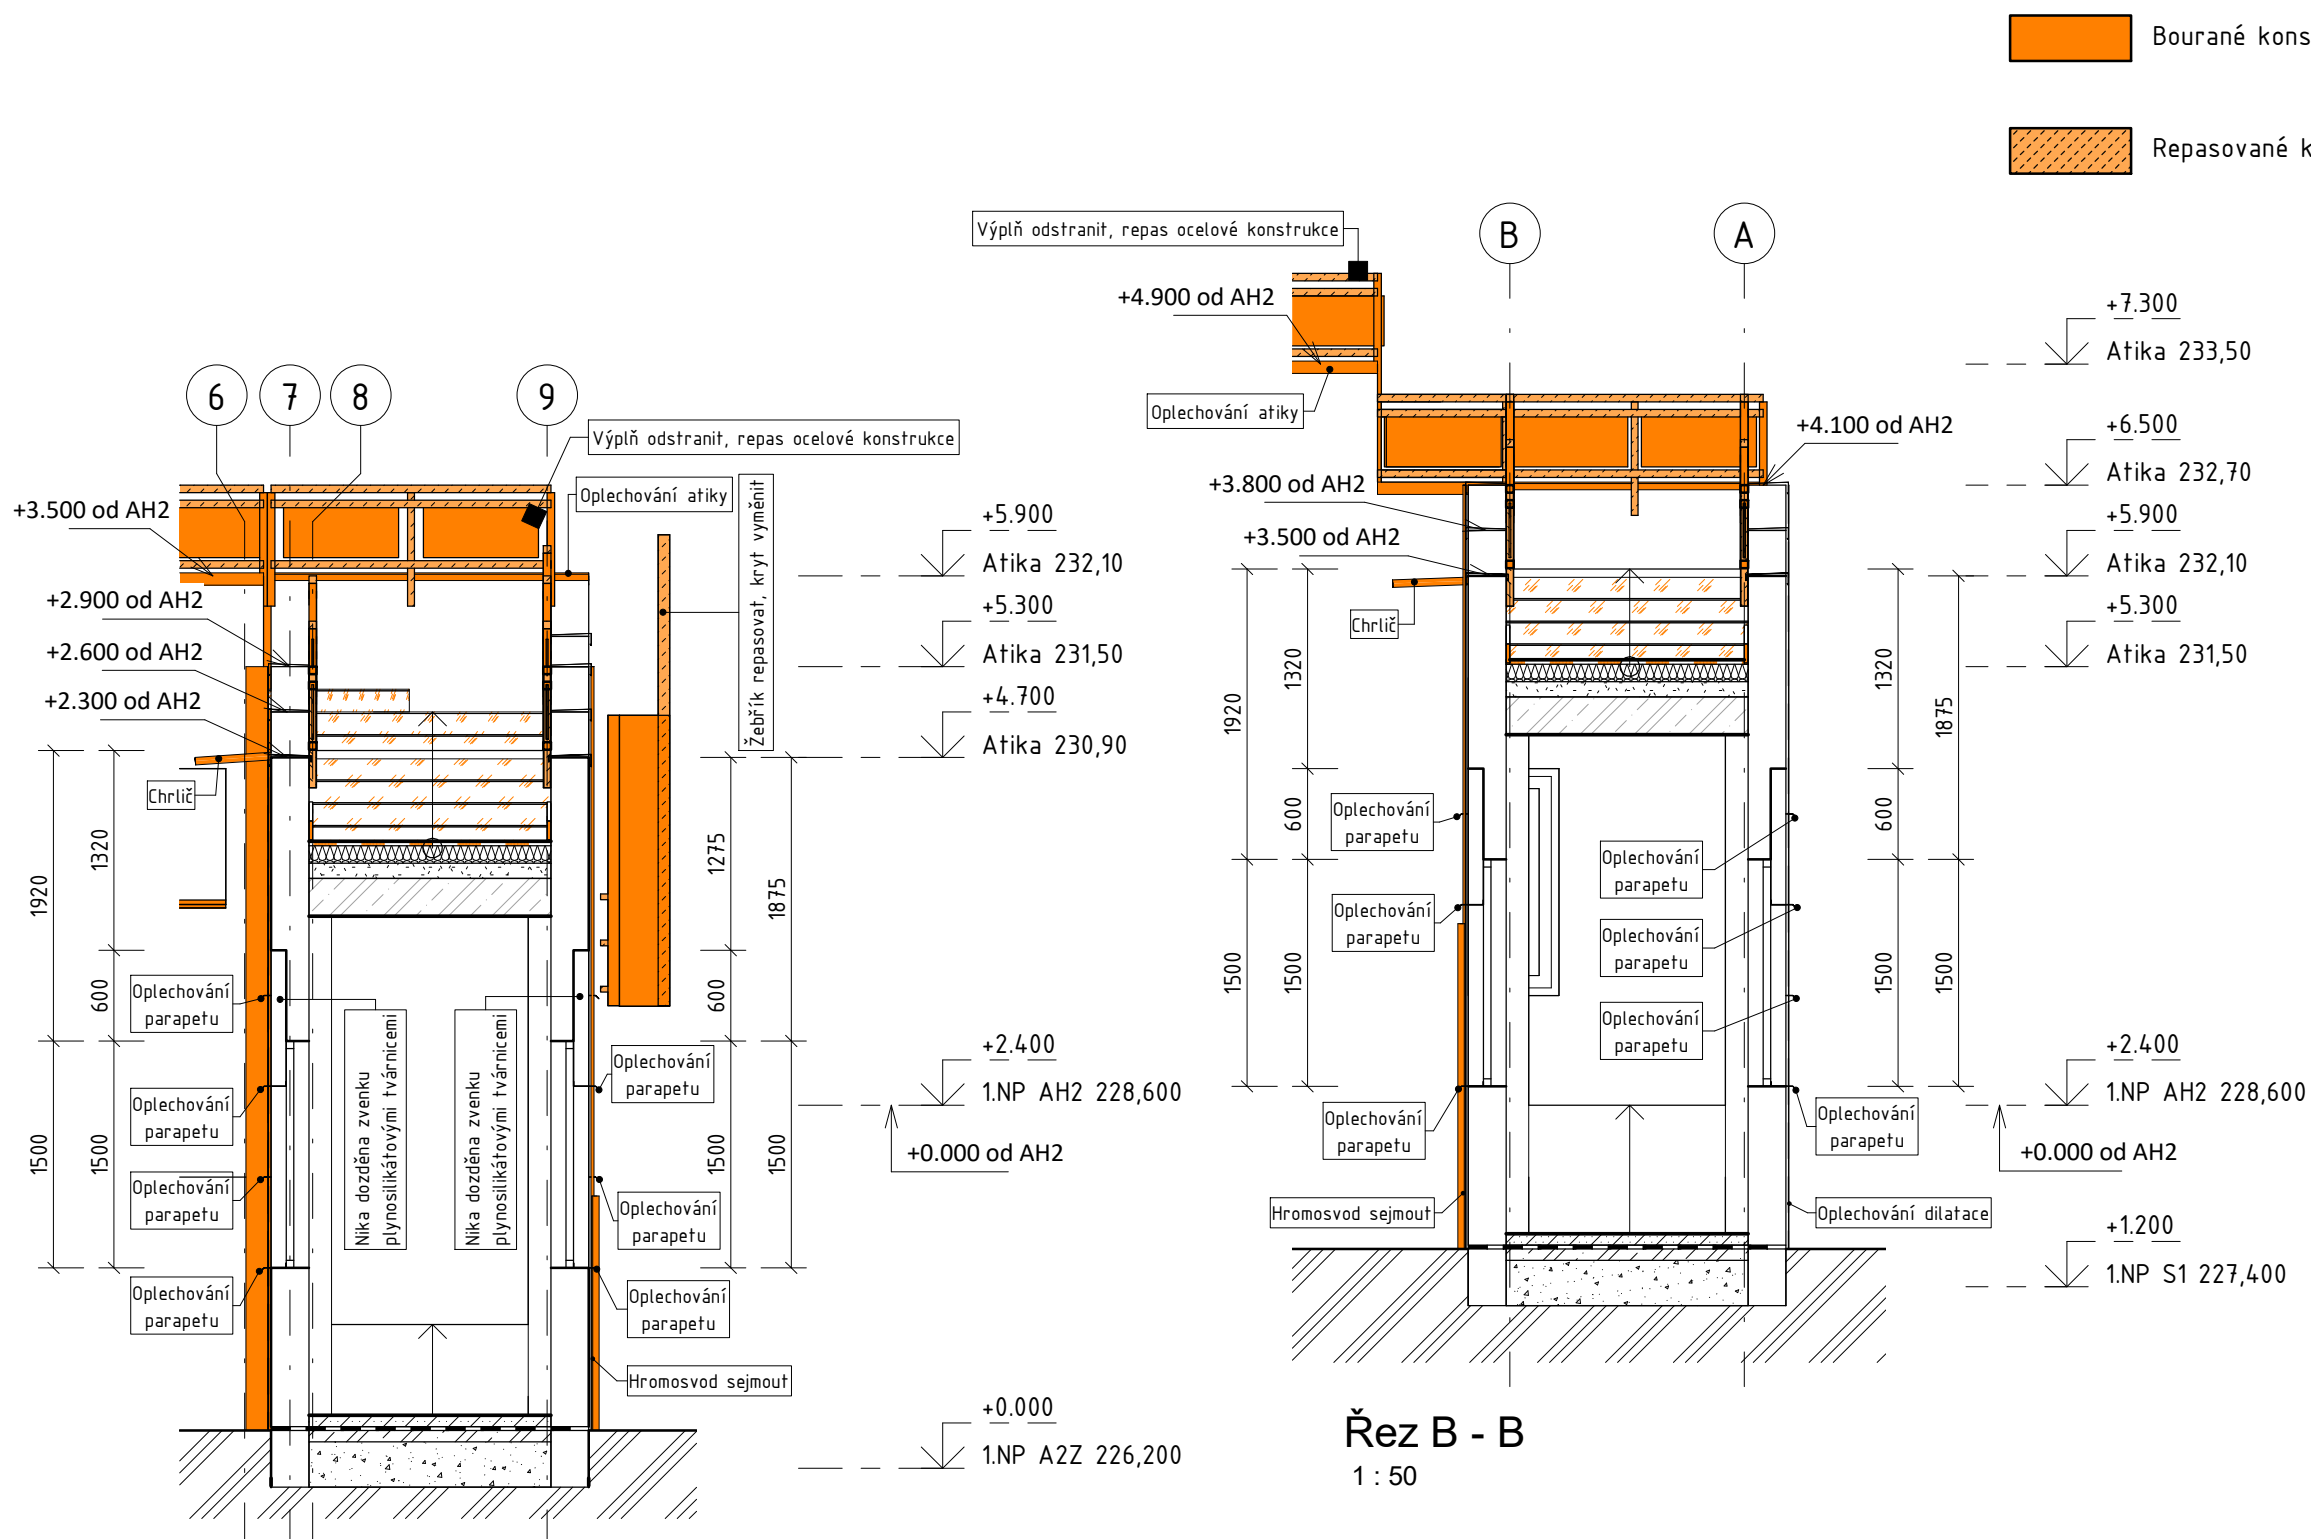 Bourané kons
Repasované k
6
7
8
9
Výplň odstranit, repas ocelové konstrukce
Oplechování atiky
Žebřík repasovat, kryt vyměnit
+3.500 od AH2
+2.900 od AH2
+2.600 od AH2
+2.300 od AH2
Chrlič
1920
1320
600
1500
1500
Oplechování
parapetu
Oplechování
parapetu
Oplechování
parapetu
Oplechování
parapetu
Nika dozděna zvenku
plynosilikátovými tvárnicemi
Nika dozděna zvenku
plynosilikátovými tvárnicemi
Oplechování
parapetu
Oplechování
parapetu
Oplechování
parapetu
Hromosvod sejmout
1275
1875
600
1500
1500
+5.900
Atika 232,10
+5.300
Atika 231,50
+4.700
Atika 230,90
+2.400
1.NP AH2 228,600
+0.000 od AH2
+0.000
1.NP A2Z 226,200
Výplň odstranit, repas ocelové konstrukce
B
A
+4.900 od AH2
Oplechování atiky
+4.100 od AH2
+3.800 od AH2
+3.500 od AH2
Chrlič
1920
1320
600
1500
1500
Oplechování
parapetu
Oplechování
parapetu
Oplechování
parapetu
Oplechování
parapetu
Oplechování
parapetu
Oplechování
parapetu
Oplechování
parapetu
Hromosvod sejmout
Oplechování dilatace
1320
1875
600
1500
1500
+7.300
Atika 233,50
+6.500
Atika 232,70
+5.900
Atika 232,10
+5.300
Atika 231,50
+2.400
1.NP AH2 228,600
+0.000 od AH2
+1.200
1.NP S1 227,400
Řez B - B
1 : 50